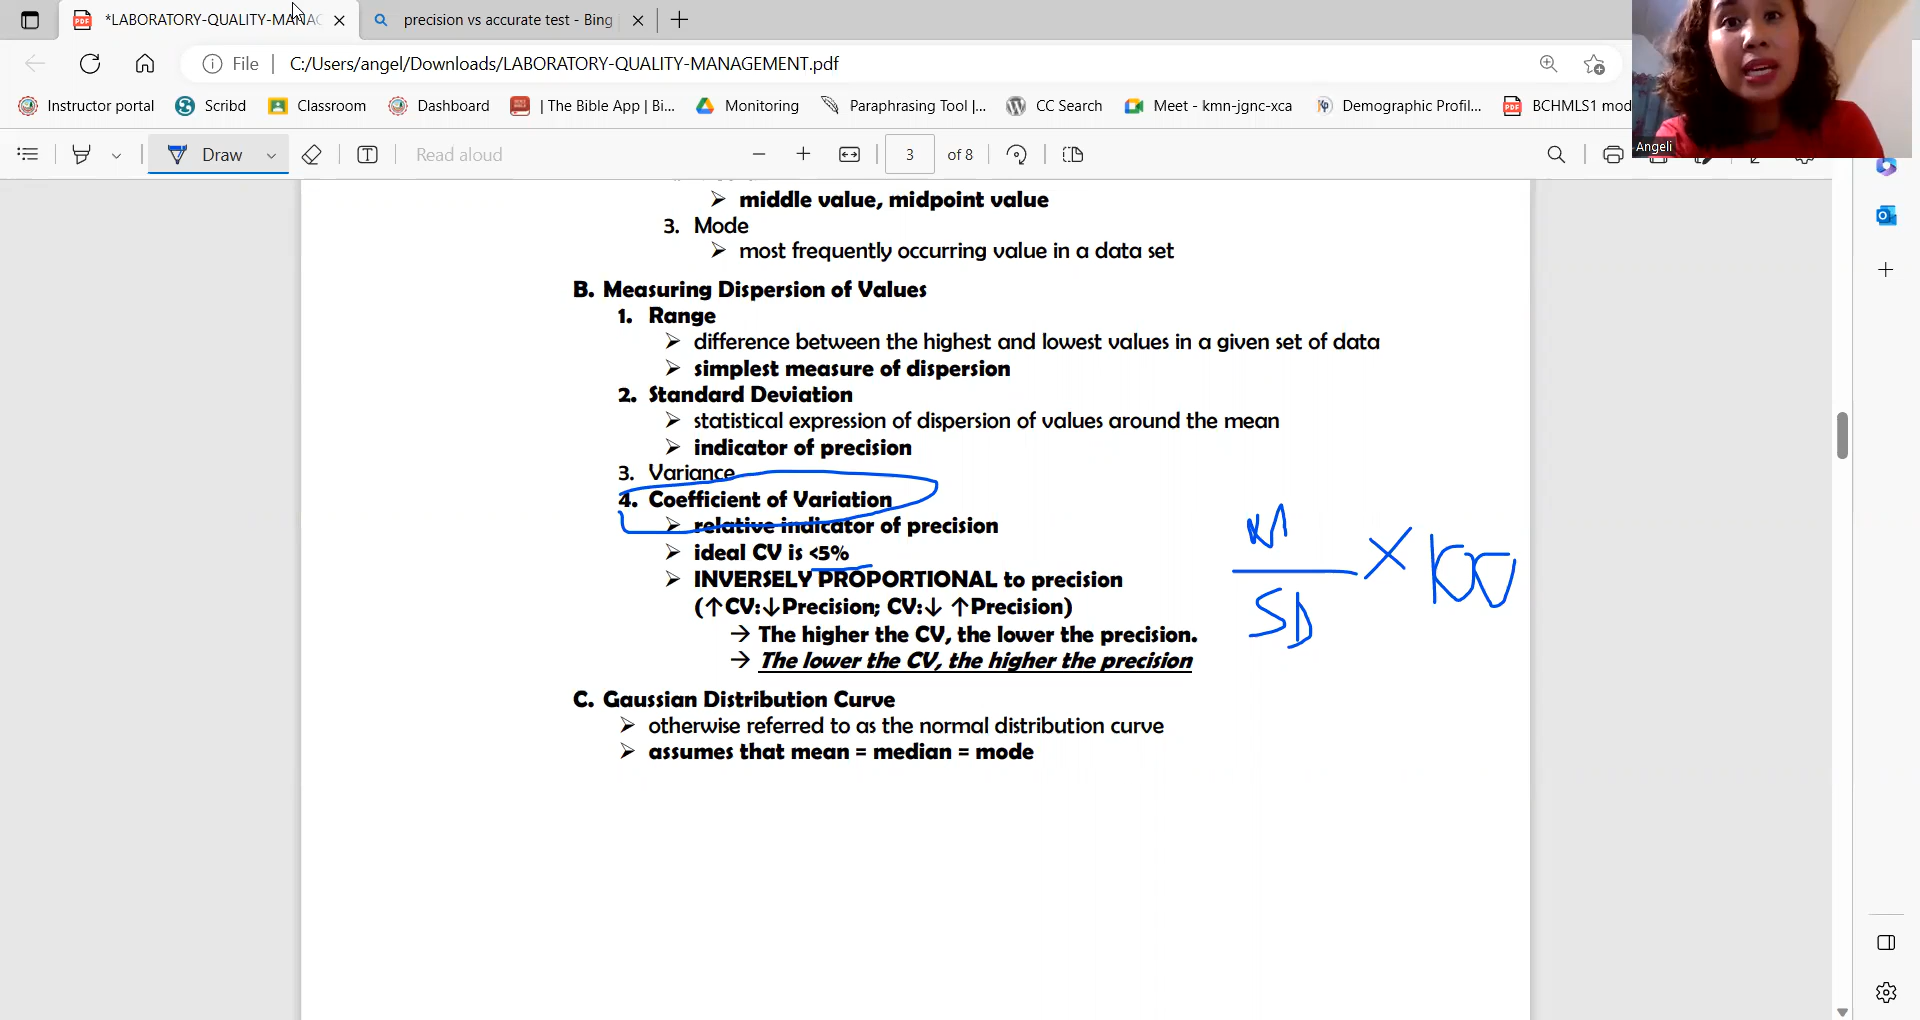 *LABORATORY-QUALITY-MANAG
precision vs accurate test - Bing
File
C:/Users/angel/Downloads/LABORATORY-QUALITY-MANAGEMENT.pdf
Instructor portal
Scribd
Classroom
Dashboard
| The Bible App | Bi...
Monitoring
Paraphrasing Tool |...
CC Search
Meet - kmn-jgnc-xca
Demographic Profil...
BCHMLS1 mod
Angeli
Draw
Read aloud
3
of 8
➢ middle value, midpoint value
3. Mode
➢ most frequently occurring value in a data set
B. Measuring Dispersion of Values
1. Range
➢ difference between the highest and lowest values in a given set of data
➢ simplest measure of dispersion
2. Standard Deviation
➢ statistical expression of dispersion of values around the mean
➢ indicator of precision
3. Variance
4. Coefficient of Variation
➢ relative indicator of precision
➢ ideal CV is <5%
➢ INVERSELY PROPORTIONAL to precision
(↑CV:↓Precision; CV:↓ ↑Precision)
→ The higher the CV, the lower the precision.
→ The lower the CV, the higher the precision
SD
× 100
C. Gaussian Distribution Curve
➢ otherwise referred to as the normal distribution curve
➢ assumes that mean = median = mode